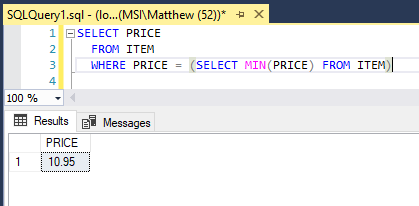 SQLQuery1.sql - (lo...(MSI\Matthew (52))*
1 SELECT PRICE
2 FROM ITEM
3 WHERE PRICE = (SELECT MIN(PRICE) FROM ITEM)
4
100 %
Results Messages
PRICE
1 10.95